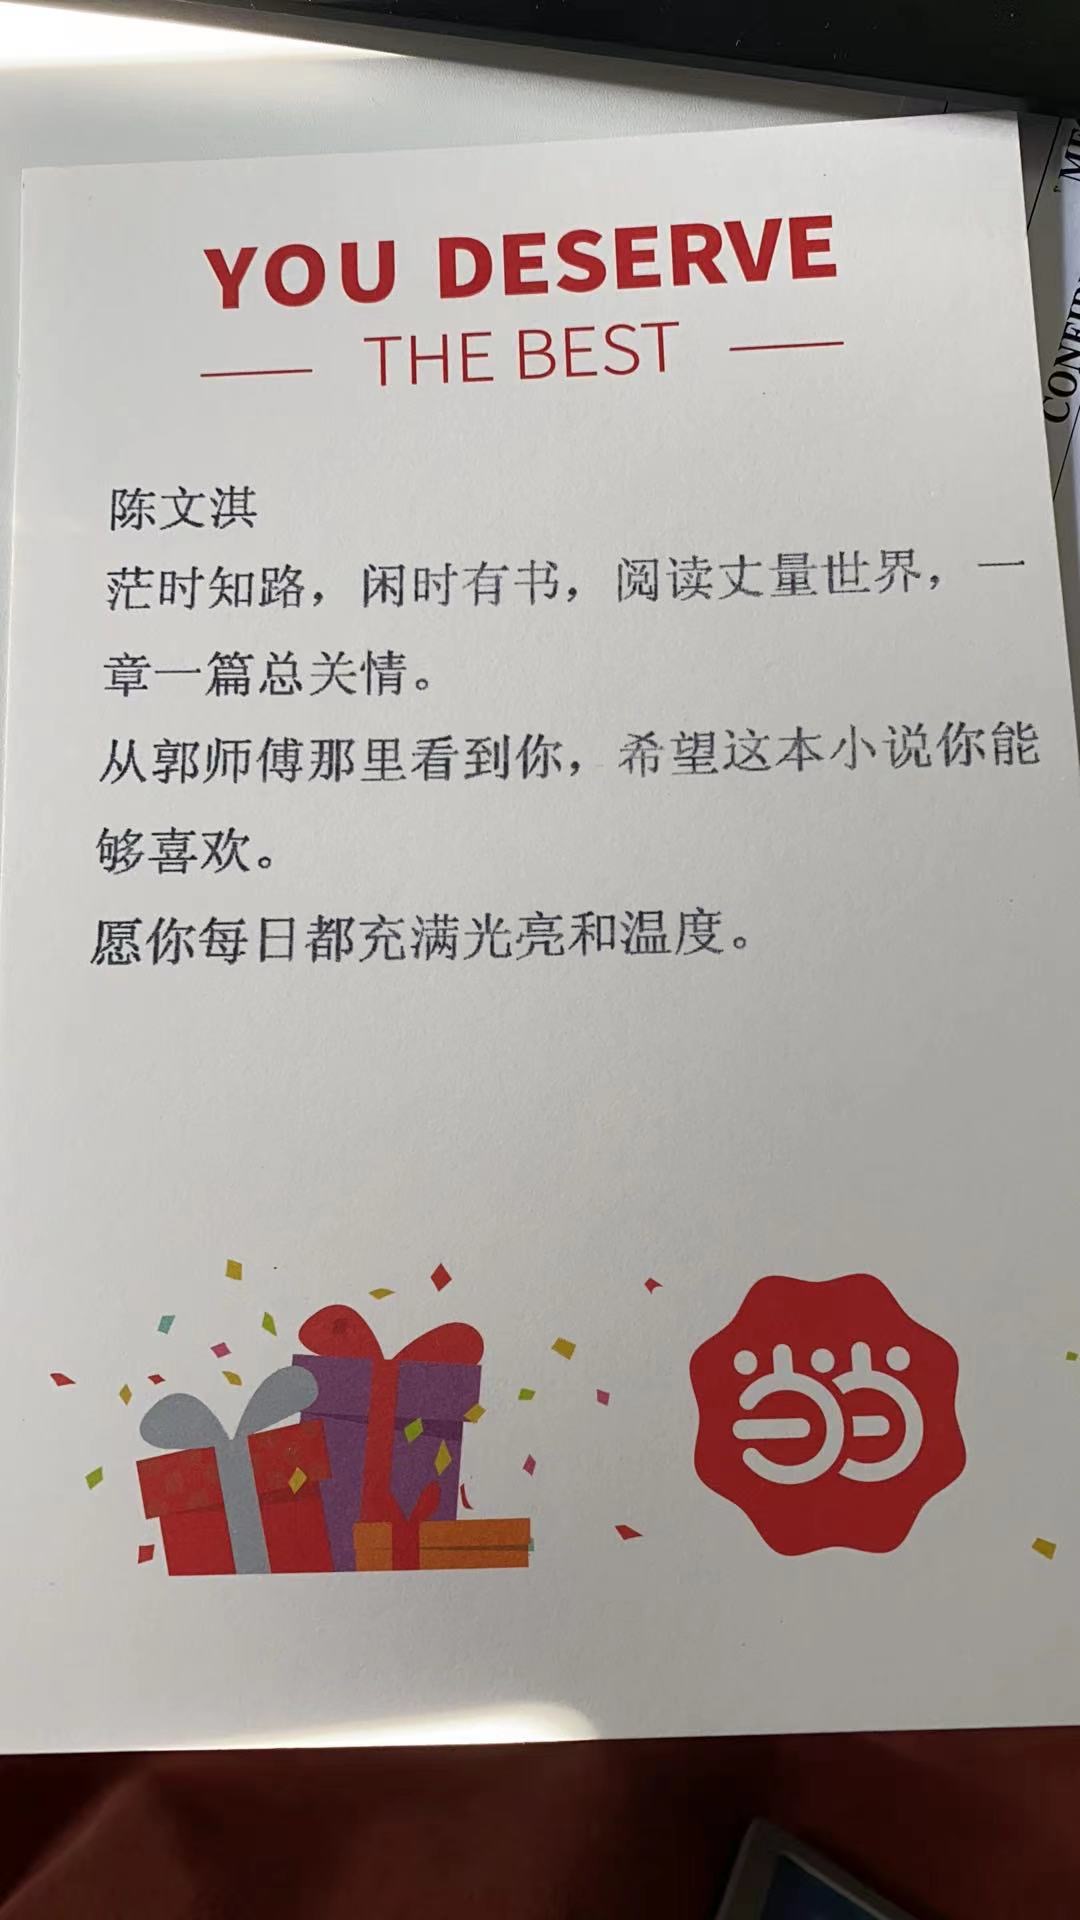 YOU DESERVE
THE BEST
陈文淇
茫时知路，闲时有书，阅读丈量世界，一
章一篇总关情。
从郭师傅那里看到你，希望这本小说你能
够喜欢。
愿你每日都充满光亮和温度。
当当